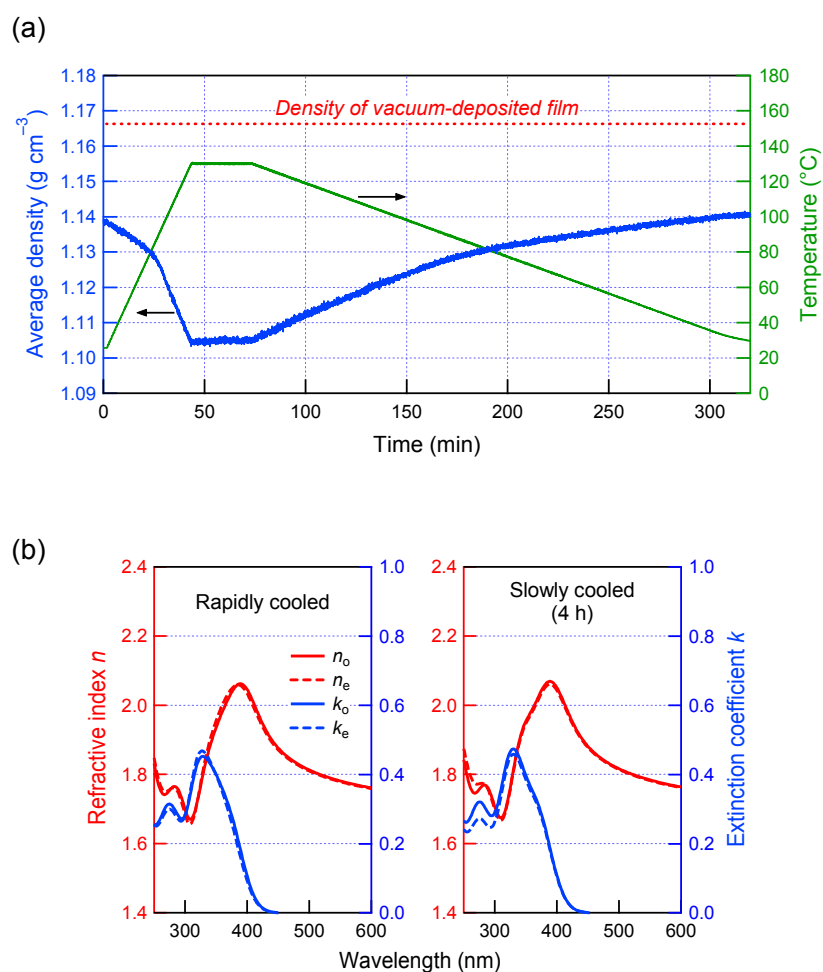 (a)
Density of vacuum-deposited film
Average density (g cm⁻³)
1.18
1.17
1.16
1.15
1.14
1.13
1.12
1.11
1.10
1.09
180
160
140
120
100
80
60
40
20
0
Temperature (°C)
0 50 100 150 200 250 300
Time (min)
(b)
Refractive index n
2.4
2.2
2.0
1.8
1.6
1.4
Rapidly cooled
nₒ
nₑ
kₒ
kₑ
1.0
0.8
0.6
0.4
0.2
0.0
300 400 500 600
2.4
2.2
2.0
1.8
1.6
1.4
Slowly cooled
(4 h)
1.0
0.8
0.6
0.4
0.2
0.0
Extinction coefficient k
300 400 500 600
Wavelength (nm)